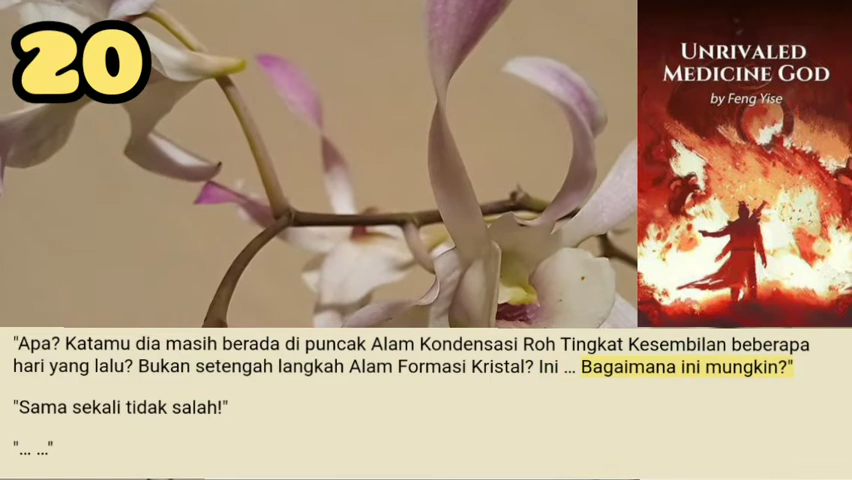 20
UNRIVALED
MEDICINE GOD
by Feng Yise
"Apa? Katamu dia masih berada di puncak Alam Kondensasi Roh Tingkat Kesembilan beberapa
hari yang lalu? Bukan setengah langkah Alam Formasi Kristal? Ini ... Bagaimana ini mungkin?"
"Sama sekali tidak salah!"
"... ..."